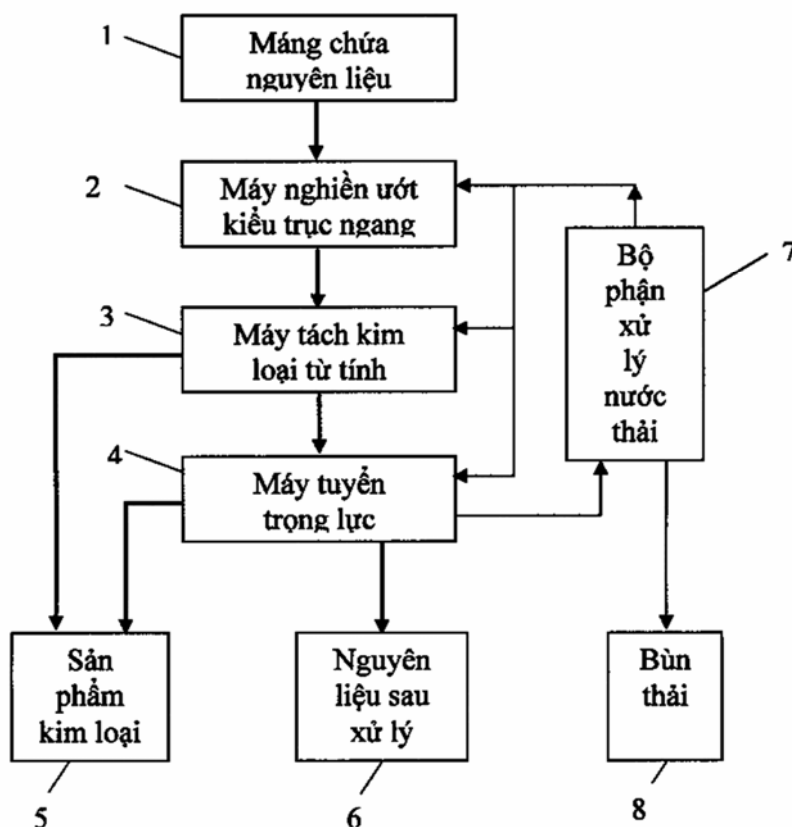 1
Máng chứa
nguyên liệu
2
Máy nghiền ướt
kiểu trục ngang
3
Máy tách kim
loại từ tính
4
Máy tuyển
trọng lực
7
Bộ
phận
xử
lý
nước
thải
Sản
phẩm
kim loại
5
Nguyên
liệu sau
xử lý
6
Bùn
thải
8